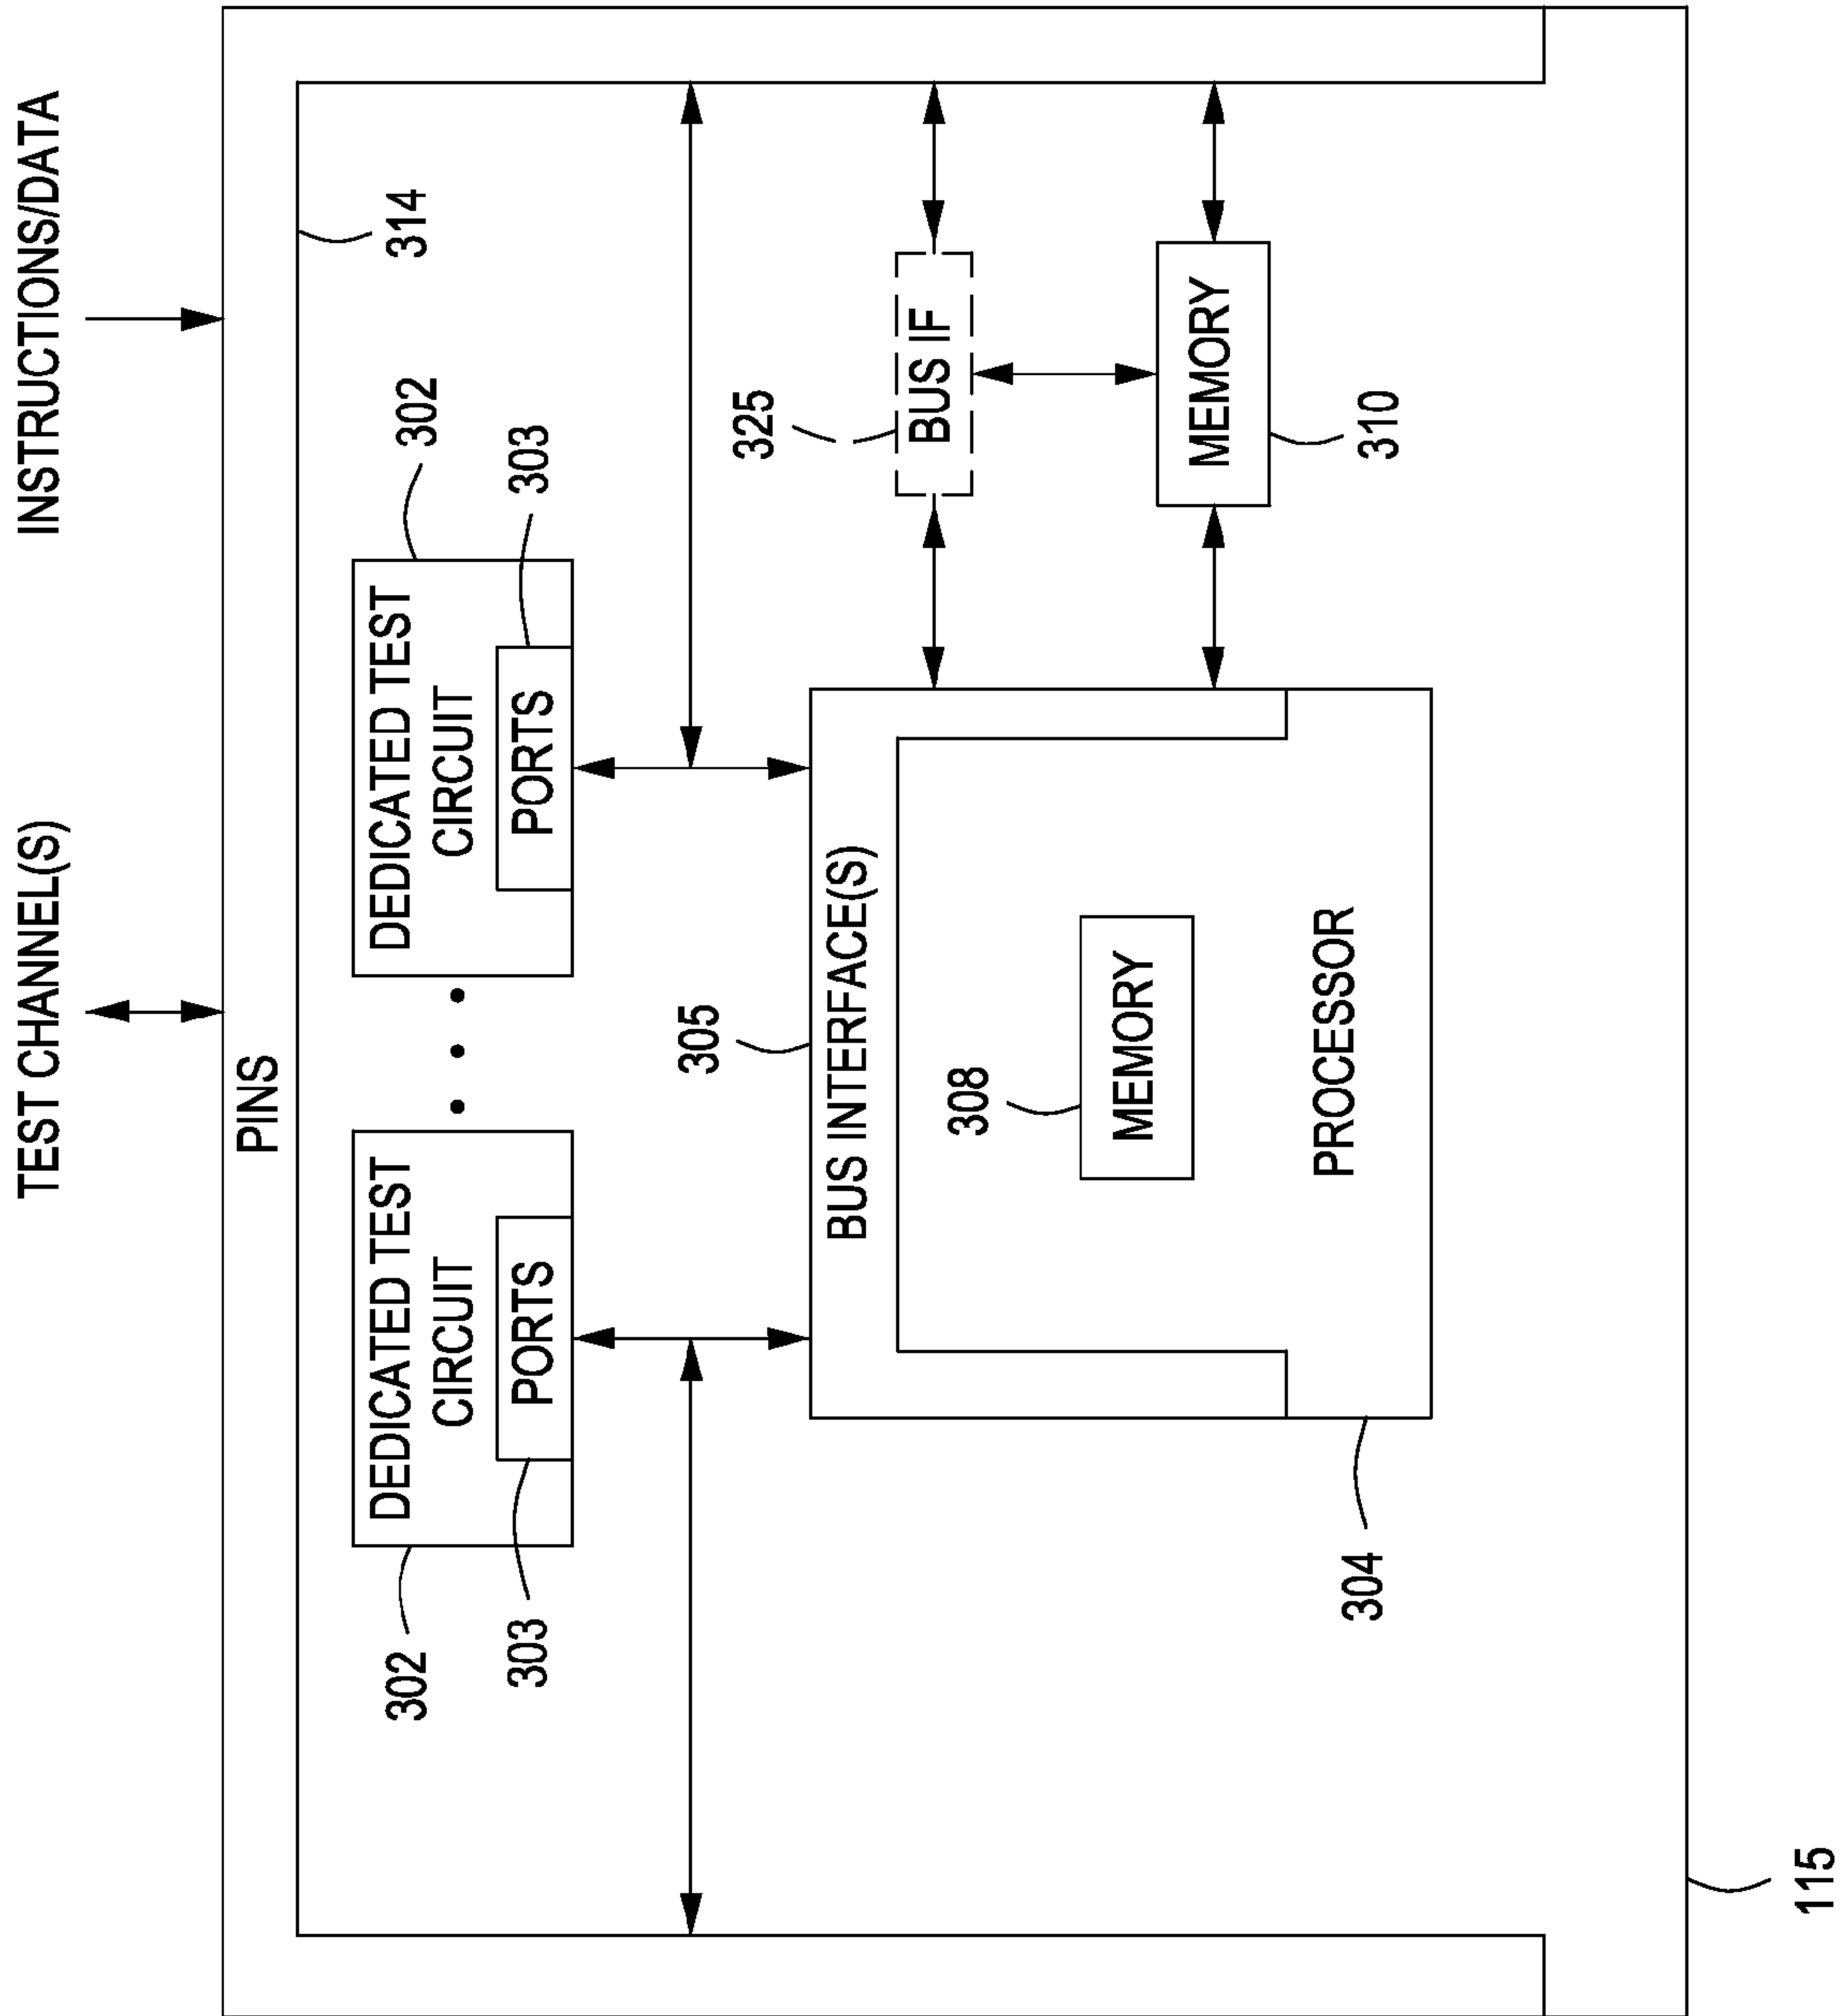 TEST CHANNEL(S)
INSTRUCTIONS/DATA
PINS
314
302
DEDICATED TEST
CIRCUIT
303
PORTS
302
DEDICATED TEST
CIRCUIT
303
PORTS
305
BUS INTERFACE(S)
325
BUS IF
308
MEMORY
MEMORY
310
PROCESSOR
304
115